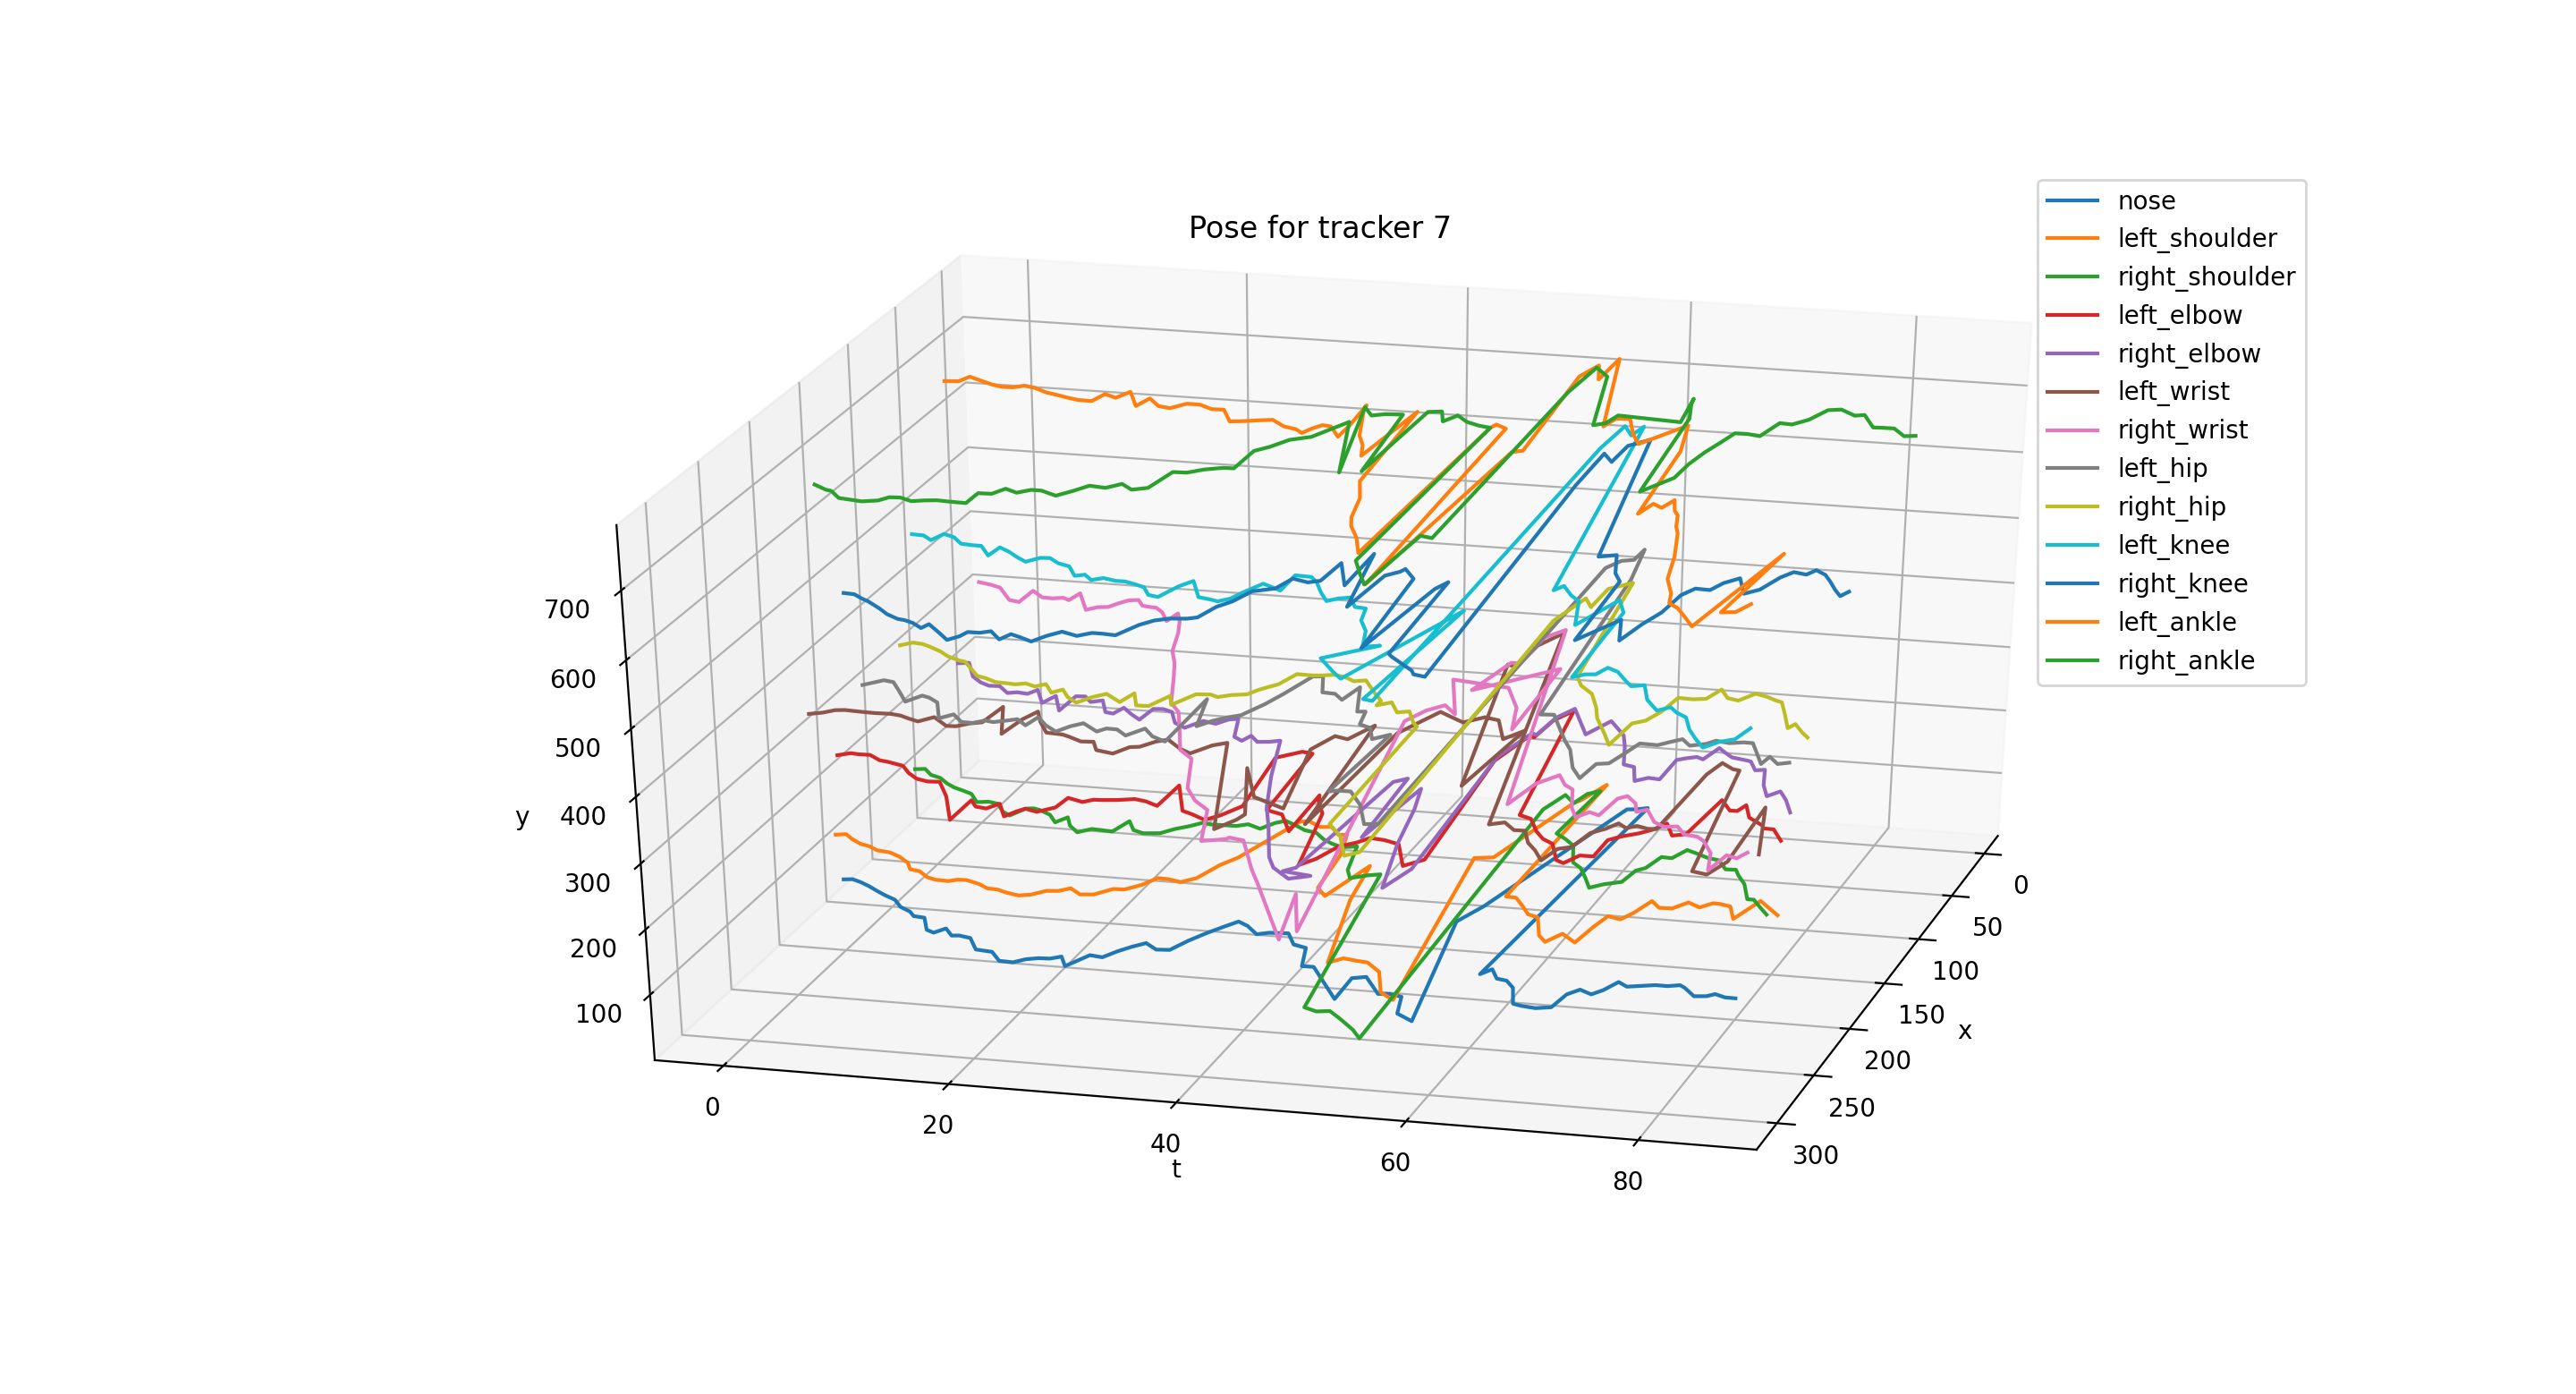 Pose for tracker 7
nose
left_shoulder
right_shoulder
left_elbow
right_elbow
left_wrist
right_wrist
left_hip
right_hip
left_knee
right_knee
left_ankle
right_ankle
700
600
500
400
300
200
100
y
0
20
40
60
80
t
0
50
100
150
200
250
300
x